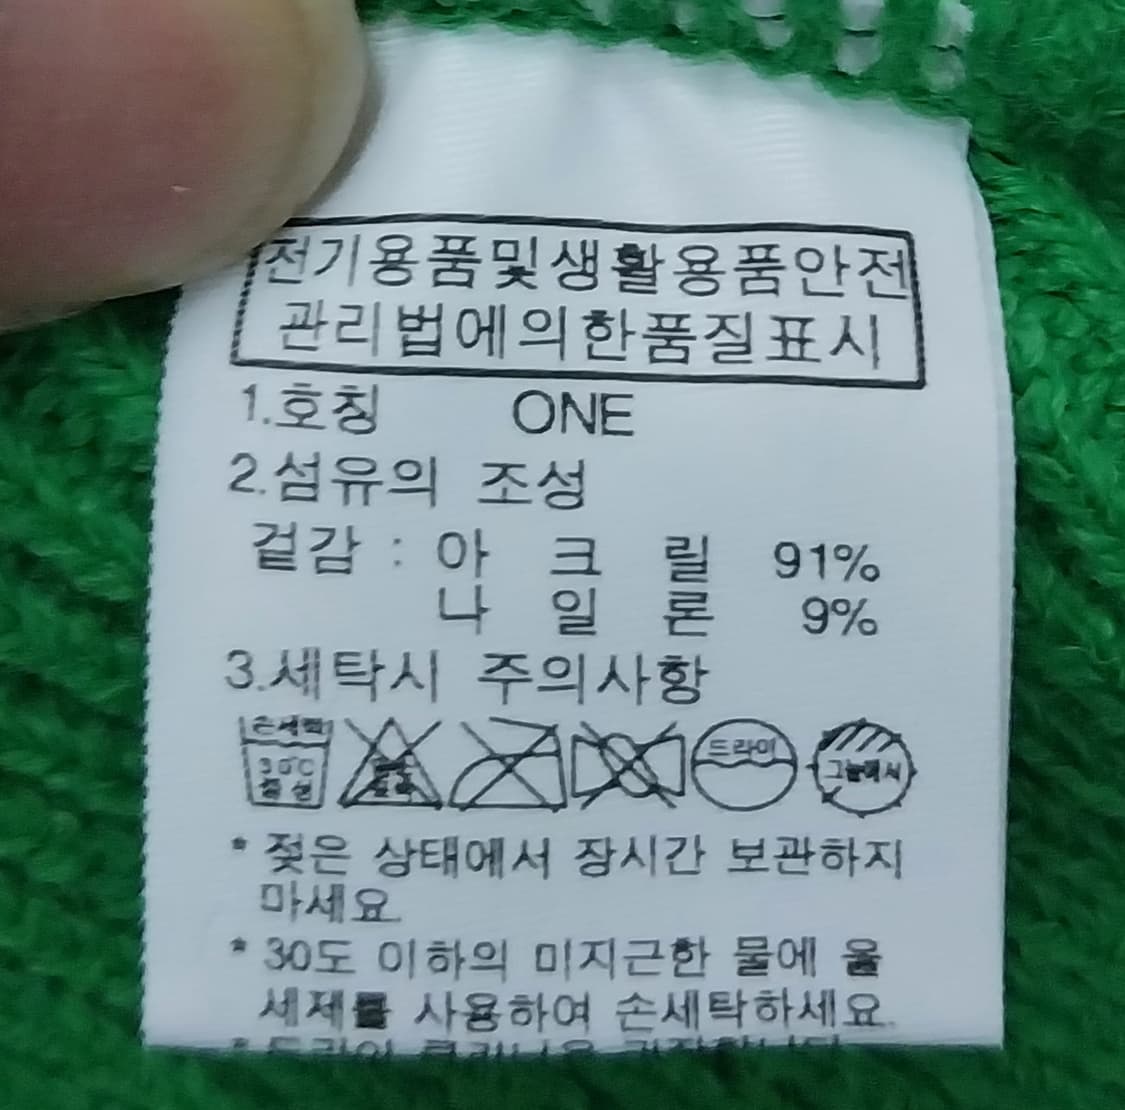 전기용품및생활용품안전
관리법에의한품질표시
1.호칭 ONE
2.섬유의 조성
겉감 : 아 크 릴 91%
나 일 론 9%
3.세탁시 주의사항
손세탁 드라이
30℃ 그늘에서
중성
* 젖은 상태에서 장시간 보관하지
마세요
* 30도 이하의 미지근한 물에 울
세제를 사용하여 손세탁하세요.